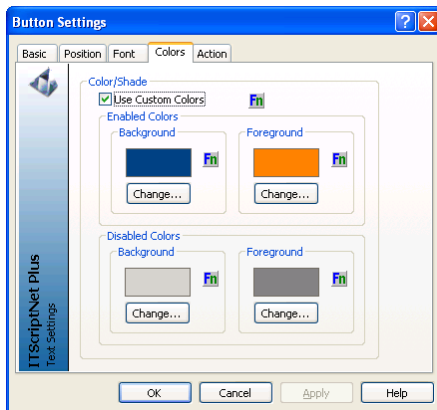 Button Settings
Basic Position Font Colors Action
Color/Shade
Use Custom Colors Fn
Enabled Colors
Background Foreground
Fn Fn
Change... Change...
Disabled Colors
Background Foreground
Fn Fn
Change... Change...
ITScriptNet Plus
Text Settings
OK Cancel Apply Help